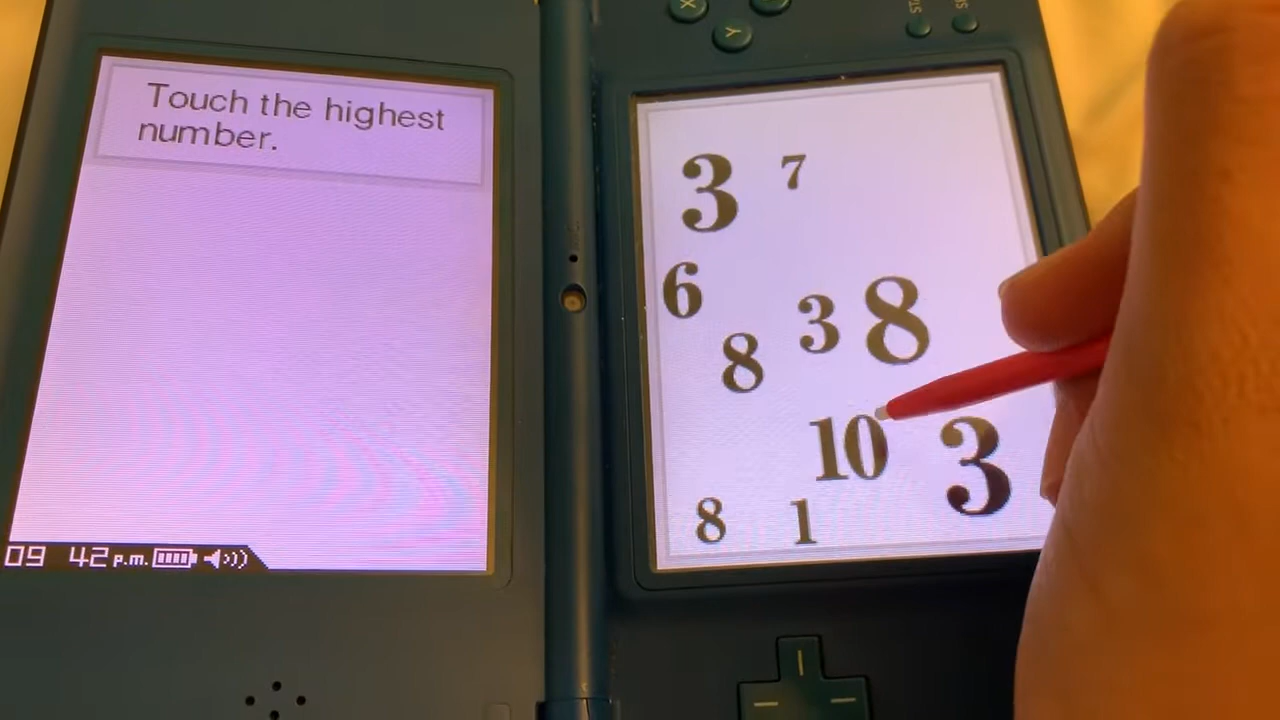 Touch the highest
number.
09 42 p.m.
X
Y
3 7
6
3 8
8
10 3
8 1